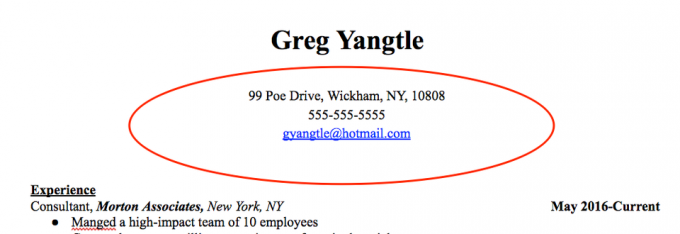 Greg Yangtle
99 Poe Drive, Wickham, NY, 10808
555-555-5555
gyangtle@hotmail.com
Experience
Consultant, Morton Associates, New York, NY May 2016-Current
● Manged a high-impact team of 10 employees